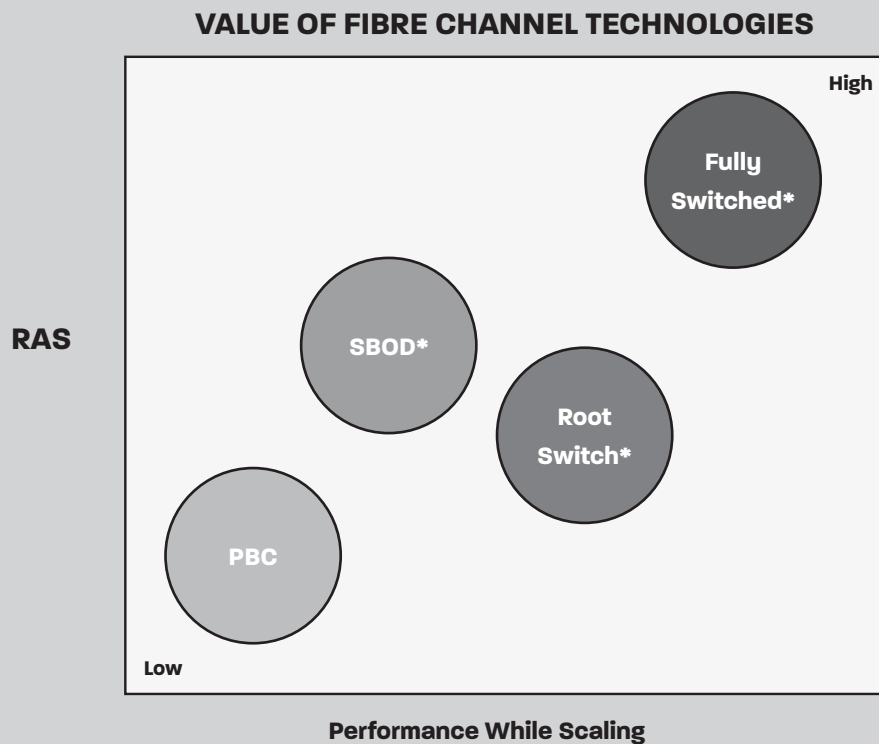 VALUE OF FIBRE CHANNEL TECHNOLOGIES
High
Fully
Switched*
RAS
SBOD*
Root
Switch*
PBC
Low
Performance While Scaling